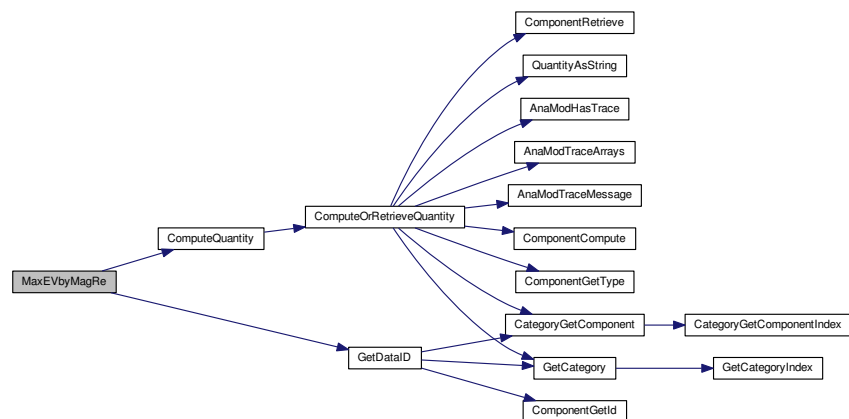 ComponentRetrieve
QuantityAsString
AnaModHasTrace
AnaModTraceArrays
AnaModTraceMessage
ComputeOrRetrieveQuantity
ComputeQuantity
ComponentCompute
MaxEVbyMagRe
ComponentGetType
CategoryGetComponent
CategoryGetComponentIndex
GetDataID
GetCategory
GetCategoryIndex
ComponentGetId